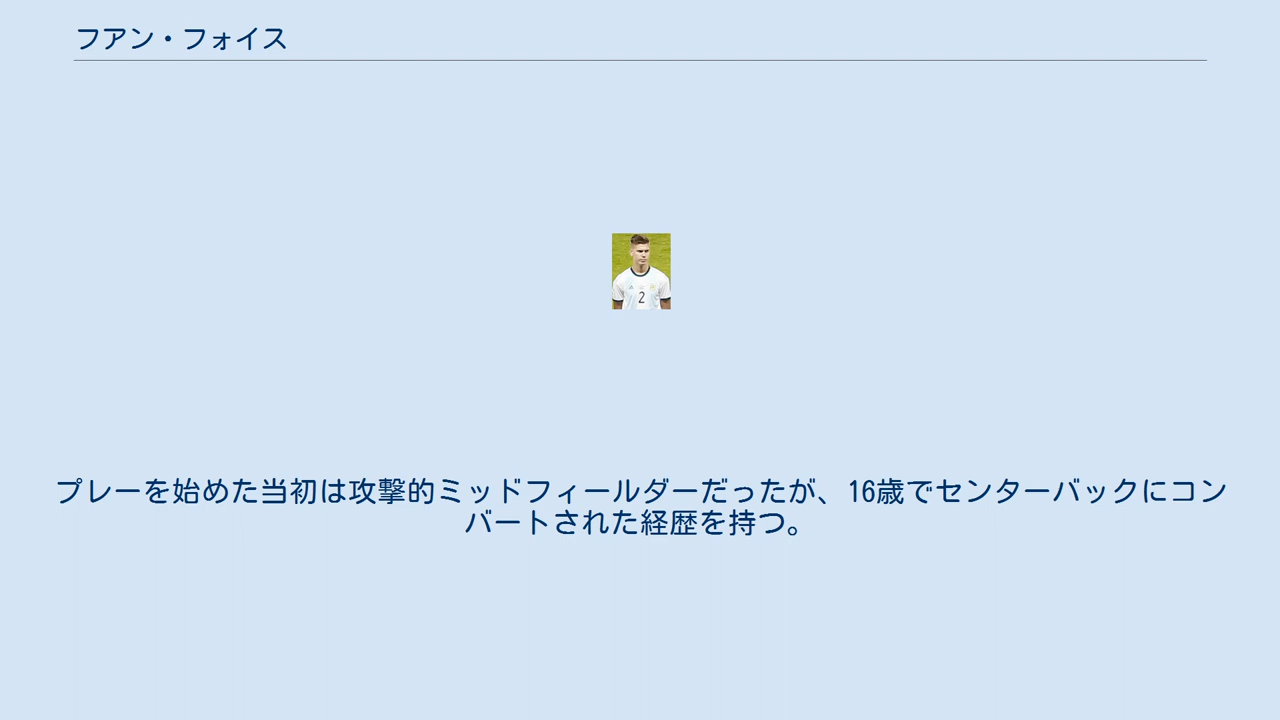 フアン・フォイス
2
プレーを始めた当初は攻撃的ミッドフィールダーだったが、16歳でセンターバックにコン
バートされた経歴を持つ。